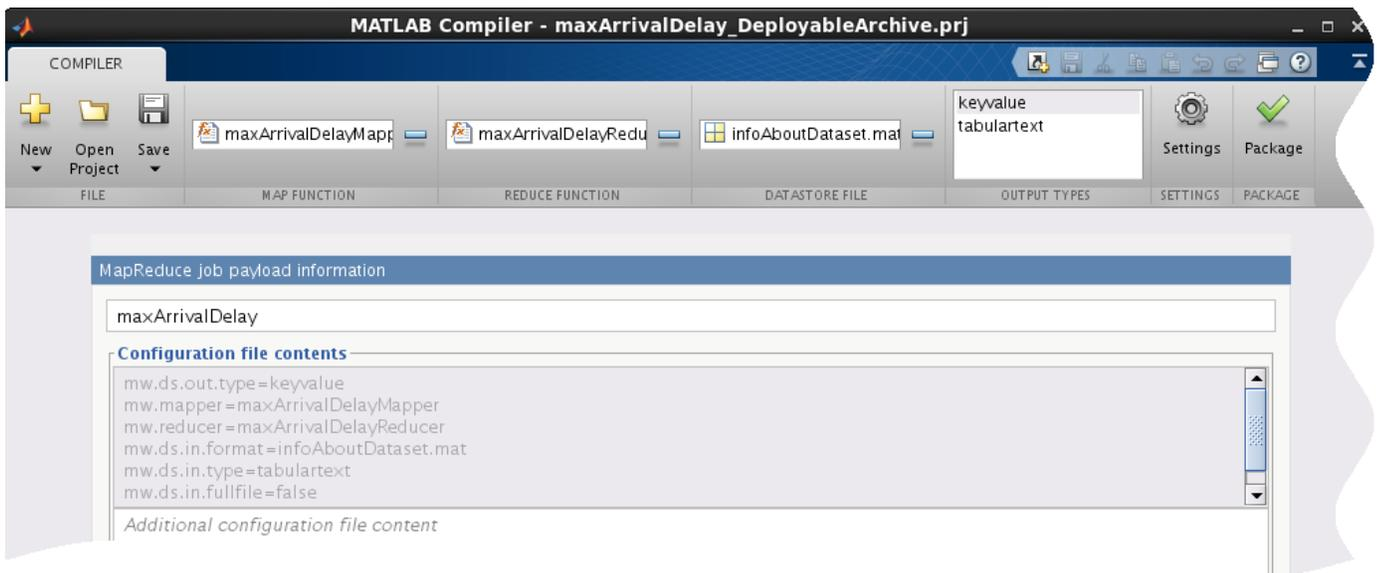 MATLAB Compiler - maxArrivalDelay_DeployableArchive.prj
COMPILER
New
Open Project
Save
FILE
maxArrivalDelayMapp
MAP FUNCTION
maxArrivalDelayRedu
REDUCE FUNCTION
infoAboutDataset.mat
DATASTORE FILE
keyvalue
tabulartext
OUTPUT TYPES
Settings
SETTINGS
Package
PACKAGE
MapReduce job payload information
maxArrivalDelay
Configuration file contents
mw.ds.out.type=keyvalue
mw.mapper=maxArrivalDelayMapper
mw.reducer=maxArrivalDelayReducer
mw.ds.in.format=infoAboutDataset.mat
mw.ds.in.type=tabulartext
mw.ds.in.fullfile=false
Additional configuration file content